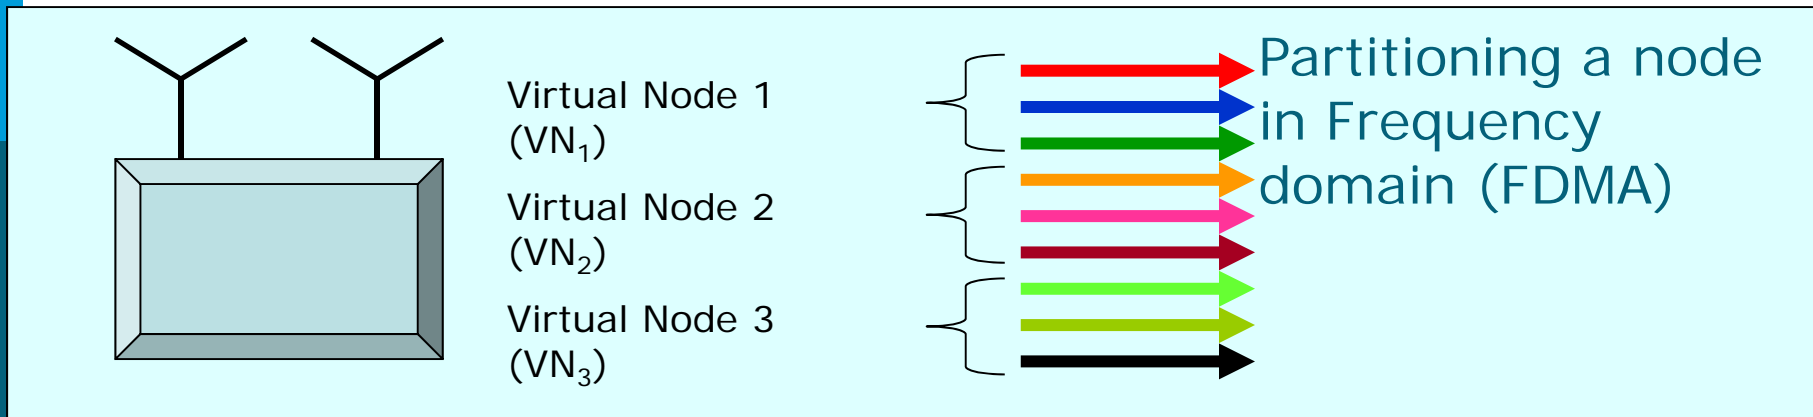 Virtual Node 1
(VN₁)
Virtual Node 2
(VN₂)
Virtual Node 3
(VN₃)
Partitioning a node
in Frequency
domain (FDMA)